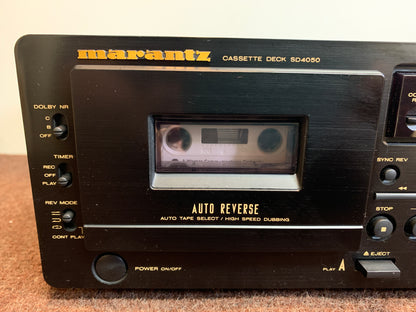 marantz CASSETTE DECK SD4050
DOLBY NR
C
B
OFF
TIMER
REC
OFF
PLAY
REV MODE
CONT PLAY
AUTO REVERSE
AUTO TAPE SELECT / HIGH SPEED DUBBING
POWER ON/OFF
SYNC REV
STOP
EJECT
PLAY A